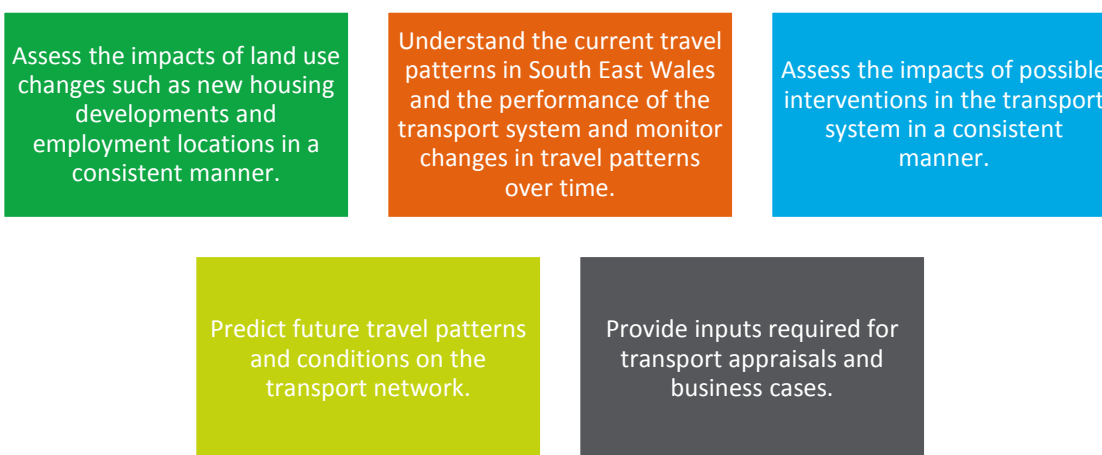 Assess the impacts of land use
changes such as new housing
developments and
employment locations in a
consistent manner.
Understand the current travel
patterns in South East Wales
and the performance of the
transport system and monitor
changes in travel patterns
over time.
Assess the impacts of possible
interventions in the transport
system in a consistent
manner.
Predict future travel patterns
and conditions on the
transport network.
Provide inputs required for
transport appraisals and
business cases.